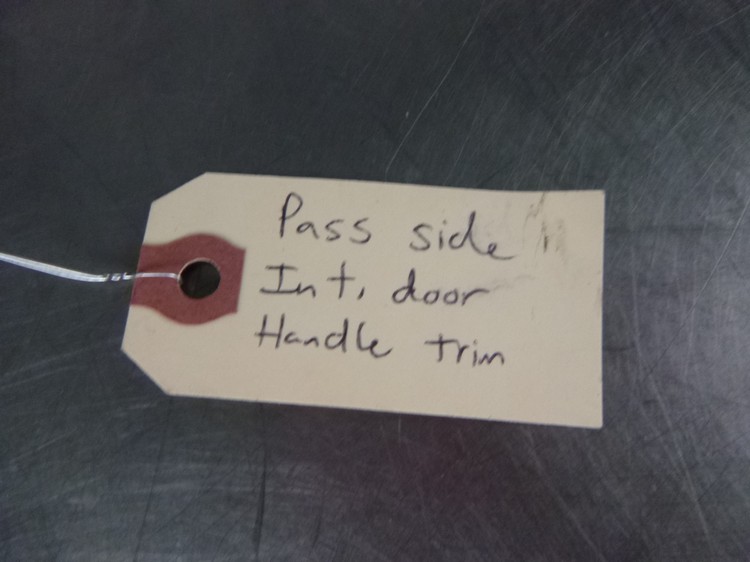 Pass side
Int. door
Handle trim